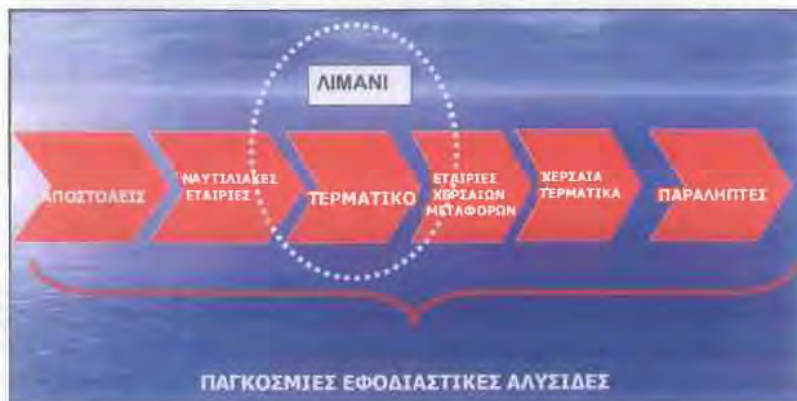 ΛΙΜΑΝΙ
ΑΠΟΣΤΟΛΕΙΣ
ΝΑΥΤΙΛΙΑΚΕΣ
ΕΤΑΙΡΙΕΣ
ΤΕΡΜΑΤΙΚΟ
ΕΤΑΙΡΙΕΣ
ΧΕΡΣΑΙΩΝ
ΜΕΤΑΦΟΡΩΝ
ΧΕΡΣΑΙΑ
ΤΕΡΜΑΤΙΚΑ
ΠΑΡΑΛΗΠΤΕΣ
ΠΑΓΚΟΣΜΙΕΣ ΕΦΟΔΙΑΣΤΙΚΕΣ ΑΛΥΣΙΔΕΣ